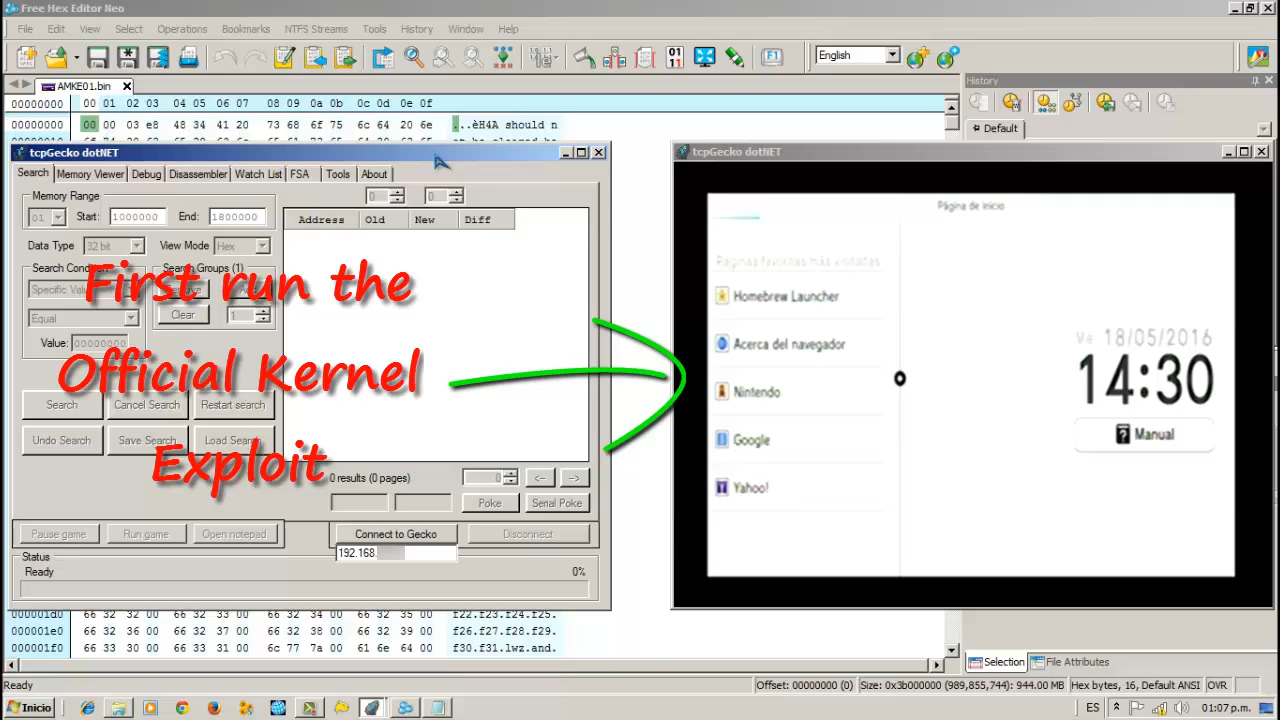 Free Hex Editor Neo
File Edit View Select Operations Bookmarks NTFS Streams Tools History Window Help
English
AMKE01.bin
History
Default
00000000 00 01 02 03 04 05 06 07 08 09 0a 0b 0c 0d 0e 0f
00000000 00 00 03 e8 48 34 41 20 73 68 6f 75 6c 64 20 6e ...èH4A should n
tcpGecko dotNET
Search Memory Viewer Debug Disassembler Watch List FSA Tools About
Memory Range
01 Start: 1000000 End: 1800000
0 0
Address Old New Diff
Data Type 32 bit View Mode Hex
Search Groups (1)
Specific
Clear 1
Equal
Value: 00000000
First run the
Official Kernel
Exploit
Search Cancel Search Restart search
Undo Search Save Search Load
0 results (0 pages) 0 <-- -->
Poke Serial Poke
Pause game Run game Open notepad Connect to Gecko Disconnect
192.168.
Status
Ready 0%
tcpGecko dotNET
Página de inicio
Páginas favoritas más visitadas
Homebrew Launcher
Acerca del navegador
Nintendo
Google
Yahoo!
Ve 18/05/2016
14:30
Manual
000001d0 66 32 32 00 66 32 33 00 66 32 34 00 66 32 35 00 f22.f23.f24.f25.
000001e0 66 32 36 00 66 32 37 00 66 32 38 00 66 32 39 00 f26.f27.f28.f29.
000001f0 66 33 30 00 66 33 31 00 6c 77 7a 00 61 6e 64 00 f30.f31.lwz.and.
Selection File Attributes
Ready Offset: 00000000 (0) Size: 0x3b000000 (989,855,744): 944.00 MB Hex bytes, 16, Default ANSI OVR
Inicio ES 01:07 p.m.